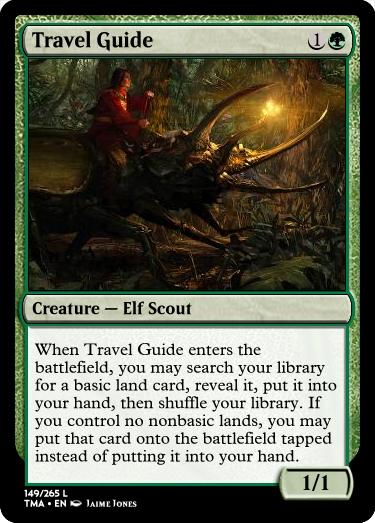 Travel Guide 1
Creature — Elf Scout
When Travel Guide enters the
battlefield, you may search your library
for a basic land card, reveal it, put it into
your hand, then shuffle your library. If
you control no nonbasic lands, you may
put that card onto the battlefield tapped
instead of putting it into your hand.
1/1
149/265 L
TMA • EN JAIME JONES